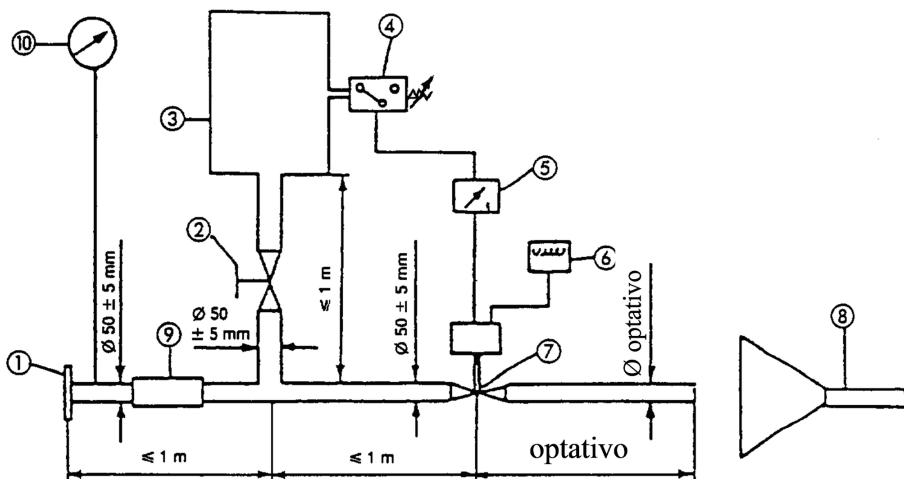 10
4
3
5
2
6
Ø 50 ± 5 mm
Ø 50
± 5 mm
≤ 1 m
Ø 50 ± 5 mm
Ø optativo
9
7
8
1
≤ 1 m
≤ 1 m
optativo